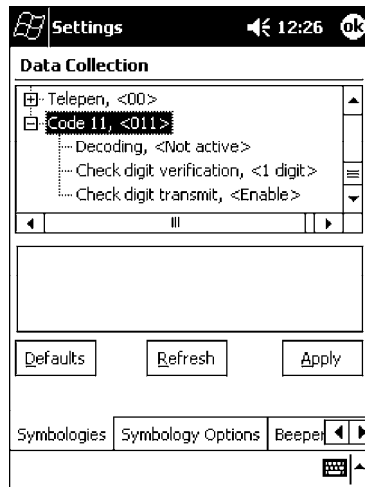 Settings 12:26 ok
Data Collection
Telepen, <00>
Code 11, <011>
Decoding, <Not active>
Check digit verification, <1 digit>
Check digit transmit, <Enable>
Defaults Refresh Apply
Symbologies Symbology Options Beeper